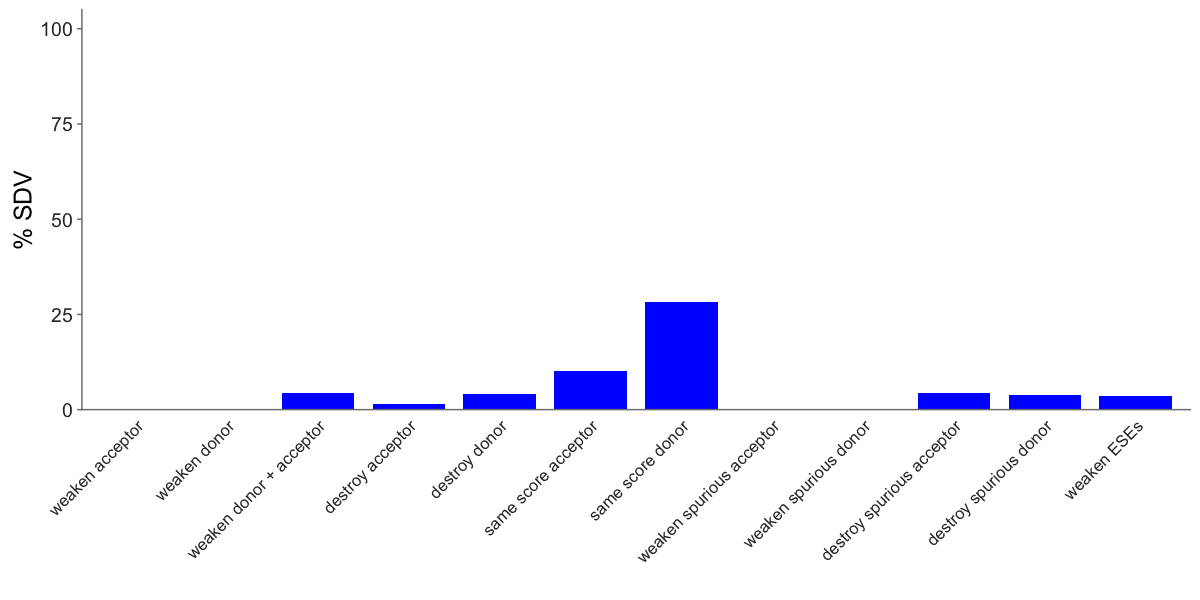 100
75
50
25
0
% SDV
weaken acceptor
weaken donor
weaken donor + acceptor
destroy acceptor
destroy donor
same score acceptor
same score donor
weaken spurious acceptor
weaken spurious donor
destroy spurious acceptor
destroy spurious donor
weaken ESEs